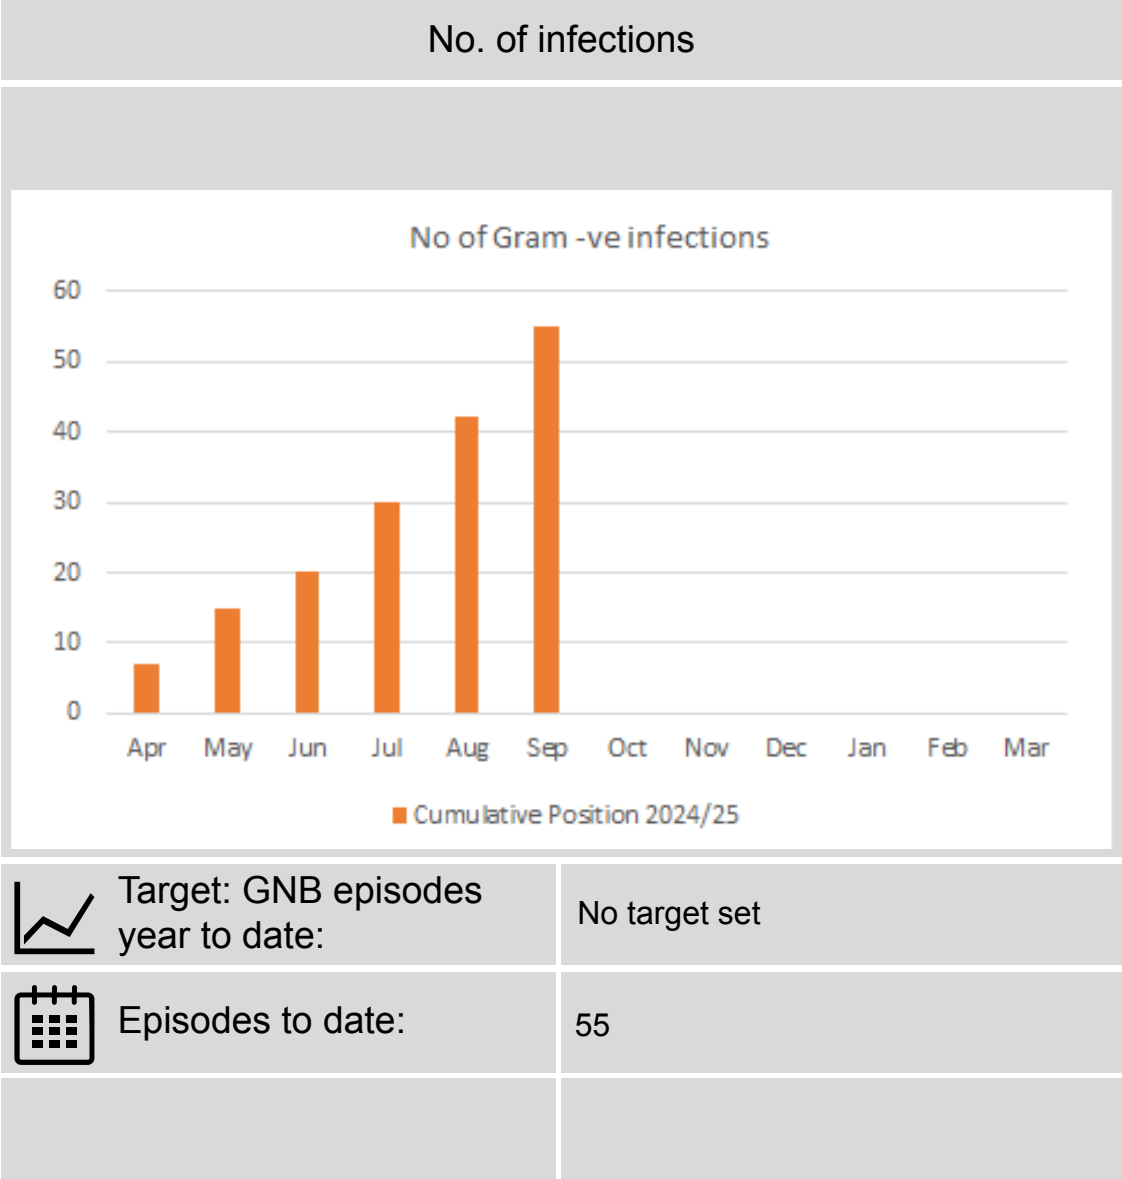 No. of infections
No of Gram -ve infections
60
50
40
30
20
10
0
Apr May Jun Jul Aug Sep Oct Nov Dec Jan Feb Mar
Cumulative Position 2024/25
Target: GNB episodes
year to date:
No target set
Episodes to date:
55